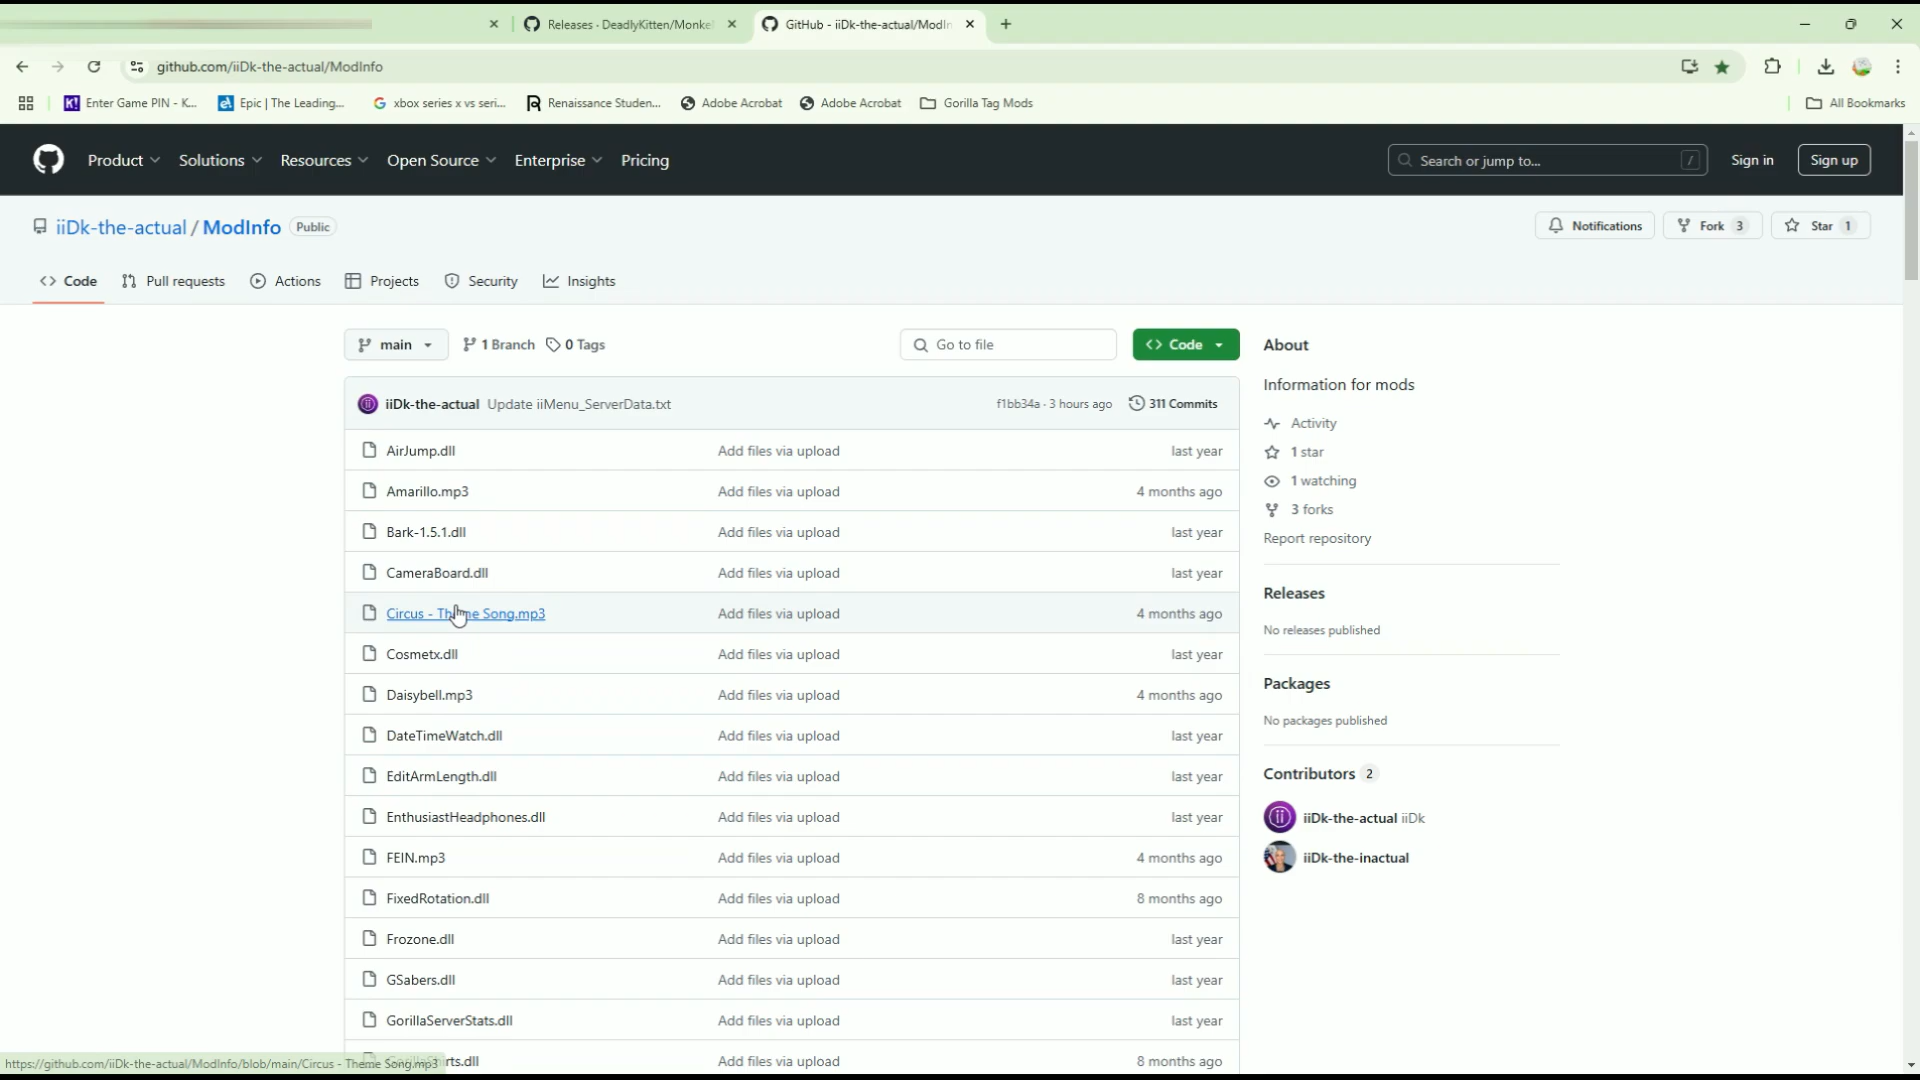 Releases · DeadlyKitten/Monke
GitHub - iiDk-the-actual/ModIn
github.com/iiDk-the-actual/ModInfo
Enter Game PIN - K...
Epic | The Leading...
xbox series x vs seri...
Renaissance Studen...
Adobe Acrobat
Adobe Acrobat
Gorilla Tag Mods
All Bookmarks
Product
Solutions
Resources
Open Source
Enterprise
Pricing
Search or jump to...
/
Sign in
Sign up
iiDk-the-actual / ModInfo
Public
Notifications
Fork 3
Star 1
Code
Pull requests
Actions
Projects
Security
Insights
main
1 Branch
0 Tags
Go to file
Code
iiDk-the-actual Update iiMenu_ServerData.txt f1bb34a · 3 hours ago 311 Commits
AirJump.dll Add files via upload last year
Amarillo.mp3 Add files via upload 4 months ago
Bark-1.5.1.dll Add files via upload last year
CameraBoard.dll Add files via upload last year
Circus - Theme Song.mp3 Add files via upload 4 months ago
Cosmetx.dll Add files via upload last year
Daisybell.mp3 Add files via upload 4 months ago
DateTimeWatch.dll Add files via upload last year
EditArmLength.dll Add files via upload last year
EnthusiastHeadphones.dll Add files via upload last year
FEIN.mp3 Add files via upload 4 months ago
FixedRotation.dll Add files via upload 8 months ago
Frozone.dll Add files via upload last year
GSabers.dll Add files via upload last year
GorillaServerStats.dll Add files via upload last year
GorillaShirts.dll Add files via upload 8 months ago
About
Information for mods
Activity
1 star
1 watching
3 forks
Report repository
Releases
No releases published
Packages
No packages published
Contributors 2
iiDk-the-actual iiDk
iiDk-the-inactual
https://github.com/iiDk-the-actual/ModInfo/blob/main/Circus - Theme Song.mp3